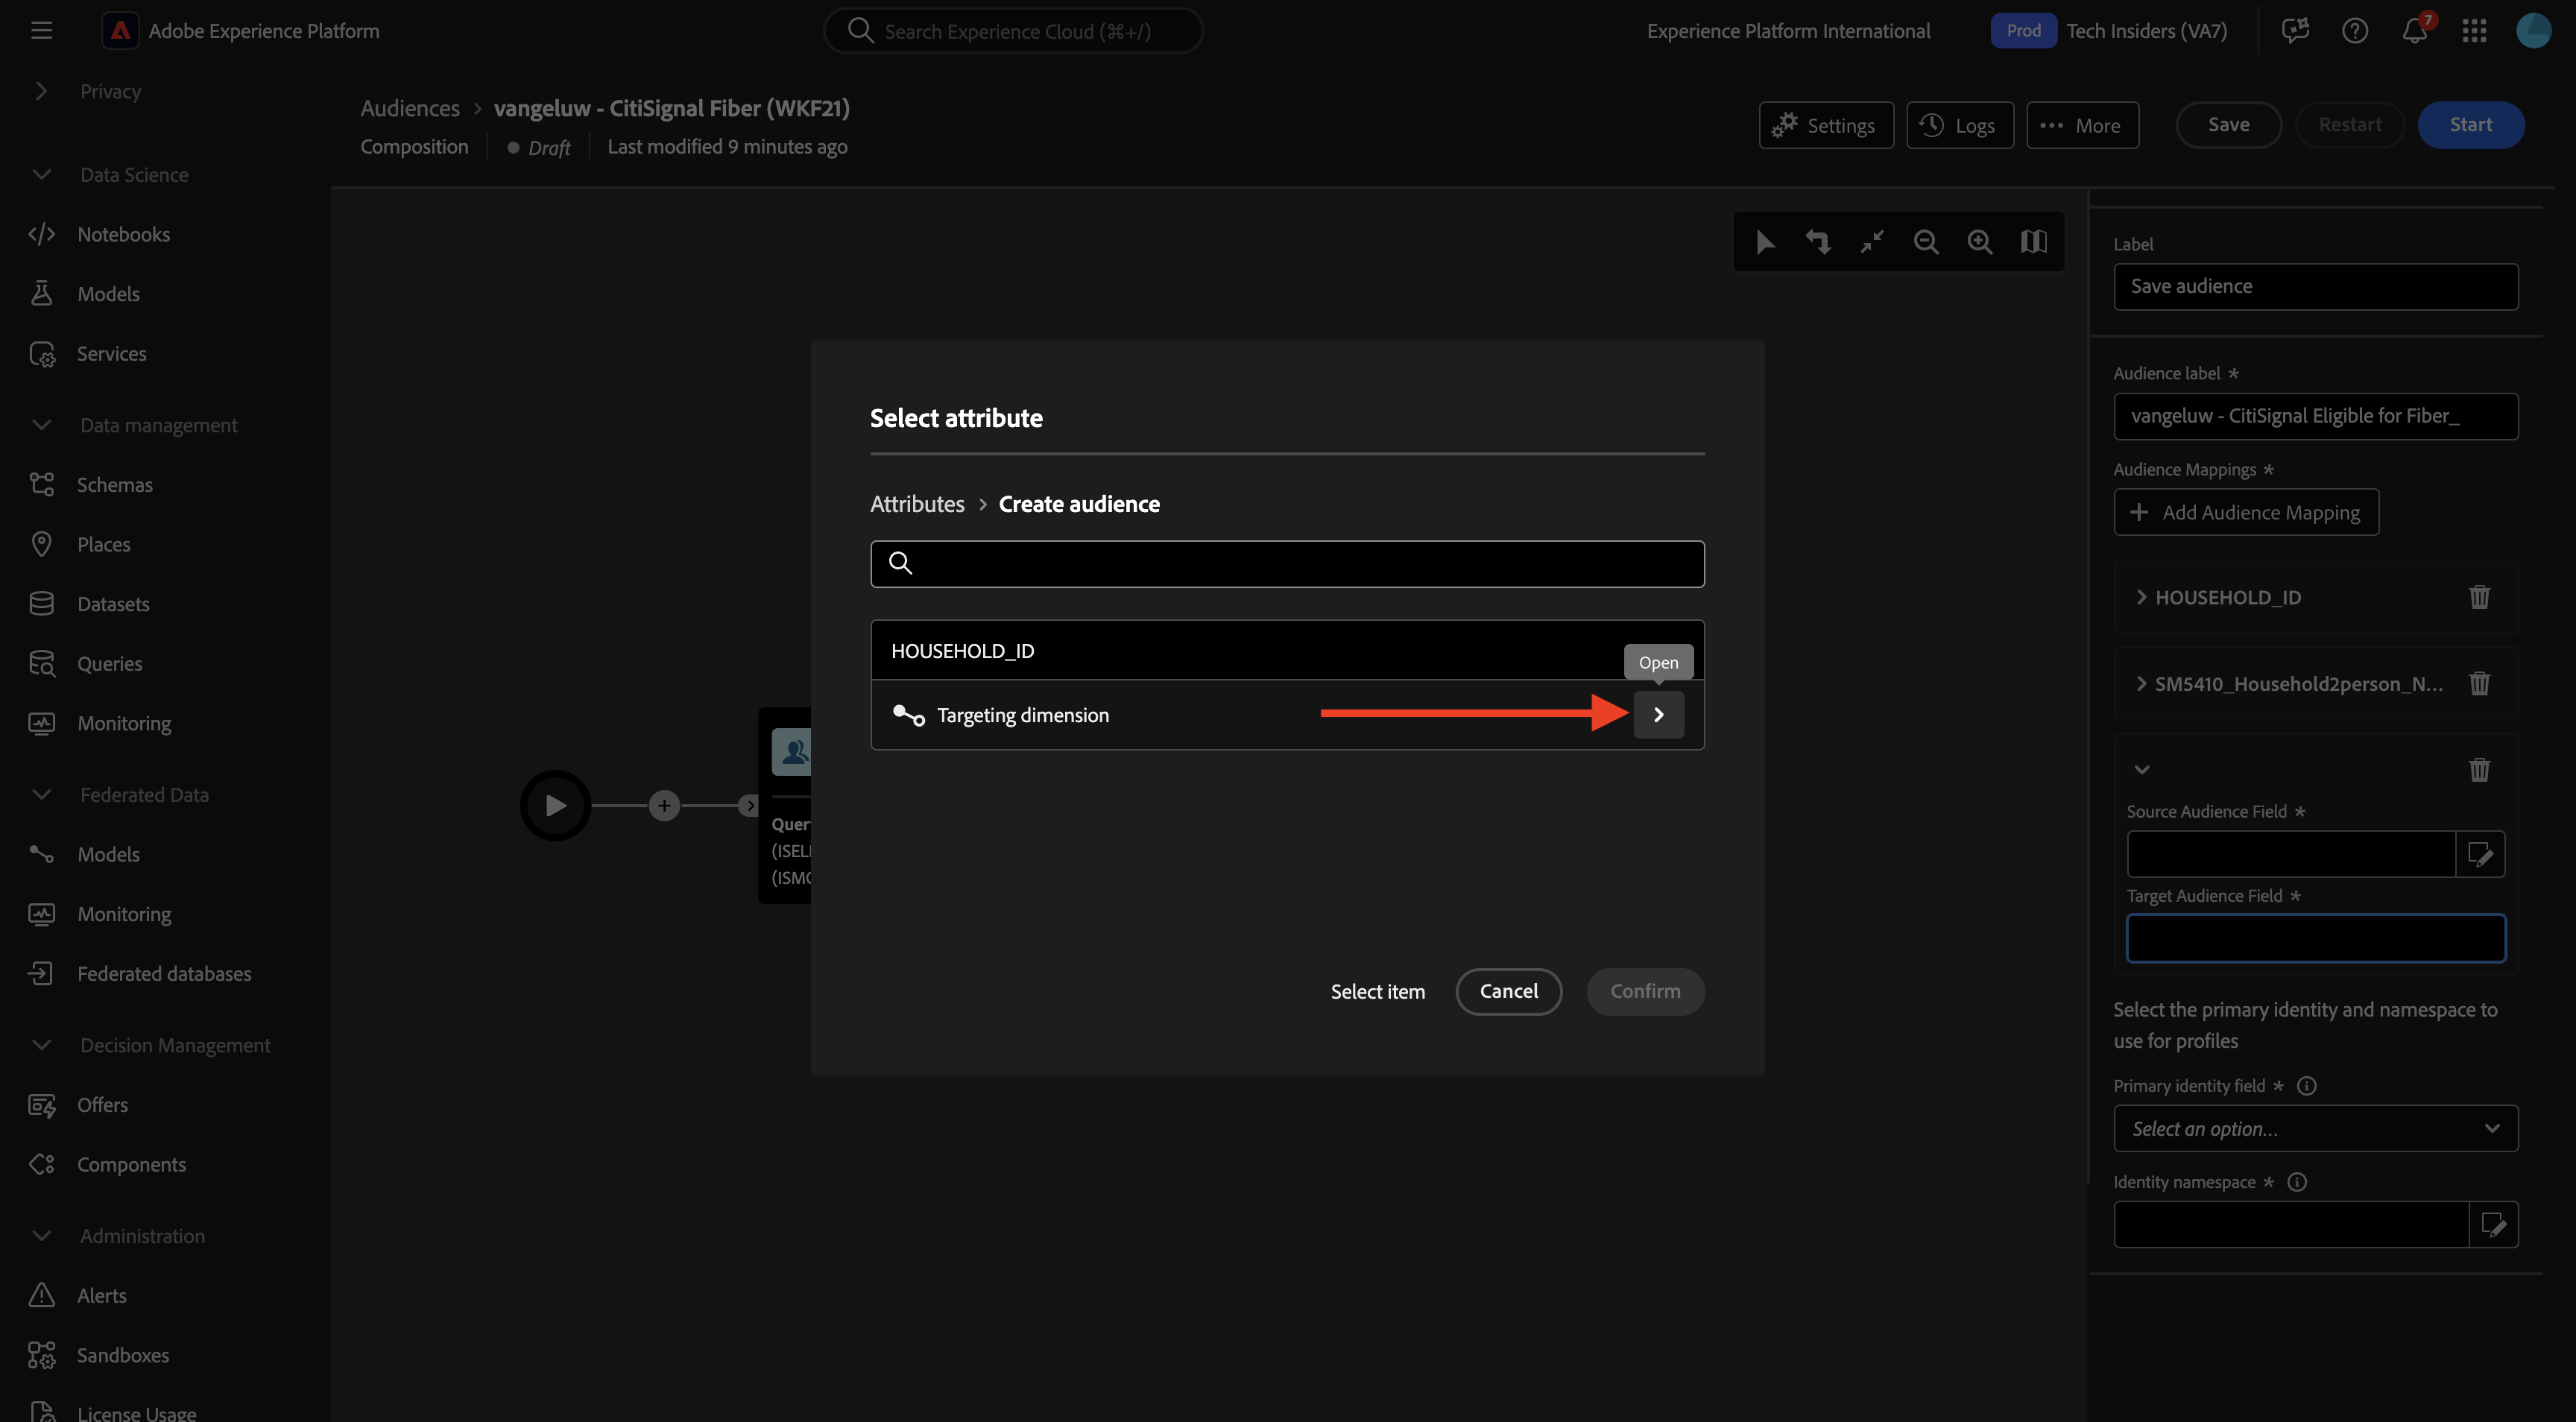 Adobe Experience Platform
Search Experience Cloud (⌘+/)
Experience Platform International
Prod
Tech Insiders (VA7)
7
Privacy
Data Science
Notebooks
Models
Services
Data management
Schemas
Places
Datasets
Queries
Monitoring
Federated Data
Models
Monitoring
Federated databases
Decision Management
Offers
Components
Administration
Alerts
Sandboxes
License Usage
Audiences > vangeluw - CitiSignal Fiber (WKF21)
Composition
Draft
Last modified 9 minutes ago
Settings
Logs
More
Save
Restart
Start
Quer
(ISELI
(ISMO
Select attribute
Attributes > Create audience
HOUSEHOLD_ID
Open
Targeting dimension
Select item
Cancel
Confirm
Label
Save audience
Audience label *
vangeluw - CitiSignal Eligible for Fiber_
Audience Mappings *
Add Audience Mapping
HOUSEHOLD_ID
SM5410_Household2person_N...
Source Audience Field *
Target Audience Field *
Select the primary identity and namespace to
use for profiles
Primary identity field *
Select an option...
Identity namespace *